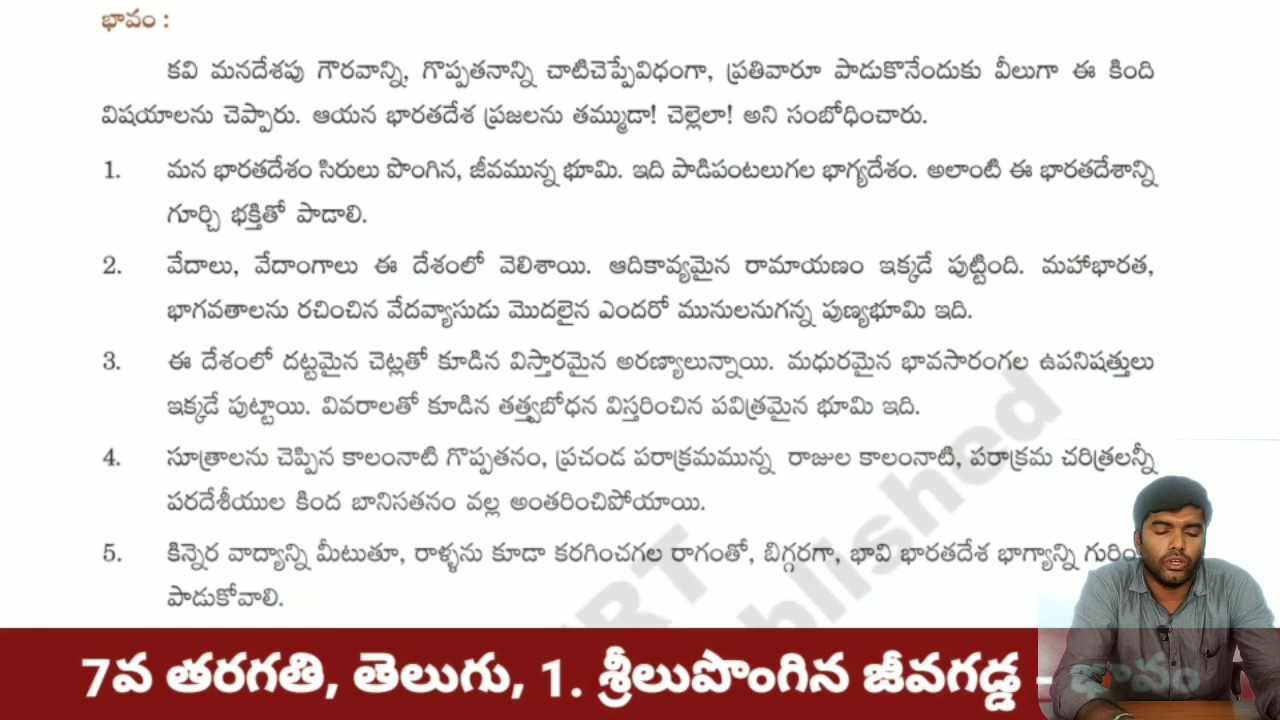 భావం :
కవి మనదేశపు గౌరవాన్ని, గొప్పతనాన్ని చాటిచెప్పేవిధంగా, ప్రతివారూ పాడుకొనేందుకు వీలుగా ఈ కింది
విషయాలను చెప్పారు. ఆయన భారతదేశ ప్రజలను తమ్ముడా! చెల్లెలా! అని సంబోధించారు.
1. మన భారతదేశం సిరులు పొంగిన, జీవమున్న భూమి. ఇది పాడిపంటలుగల భాగ్యదేశం. అలాంటి ఈ భారతదేశాన్ని
గూర్చి భక్తితో పాడాలి.
2. వేదాలు, వేదాంగాలు ఈ దేశంలో వెలిశాయి. ఆదికావ్యమైన రామాయణం ఇక్కడే పుట్టింది. మహాభారత,
భాగవతాలను రచించిన వేదవ్యాసుడు మొదలైన ఎందరో మునులనుగన్న పుణ్యభూమి ఇది.
3. ఈ దేశంలో దట్టమైన చెట్లతో కూడిన విస్తారమైన అరణ్యాలున్నాయి. మధురమైన భావసారంగల ఉపనిషత్తులు
ఇక్కడే పుట్టాయి. వివరాలతో కూడిన తత్త్వబోధన విస్తరించిన పవిత్రమైన భూమి ఇది.
4. సూత్రాలను చెప్పిన కాలంనాటి గొప్పతనం, ప్రచండ పరాక్రమమున్న రాజుల కాలంనాటి, పరాక్రమ చరిత్రలన్నీ
పరదేశీయుల కింద బానిసతనం వల్ల అంతరించిపోయాయి.
5. కిన్నెర వాద్యాన్ని మీటుతూ, రాళ్ళను కూడా కరగించగల రాగంతో, బిగ్గరగా, భావి భారతదేశ భాగ్యాన్ని
పాడుకోవాలి.
7వ తరగతి, తెలుగు, 1. శ్రీలుపొంగిన జీవగడ్డ - భావం